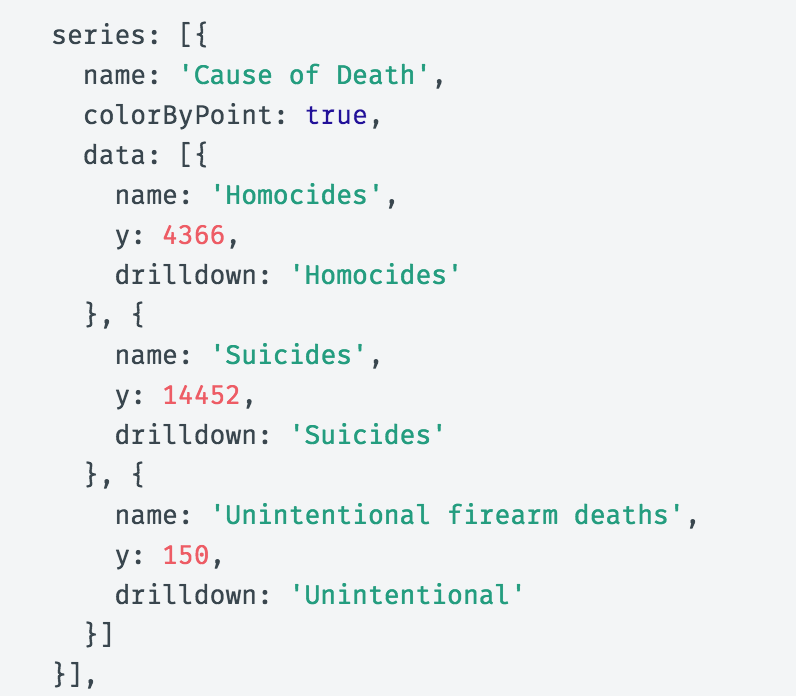 series: [{
name: 'Cause of Death',
colorByPoint: true,
data: [{
name: 'Homocides',
y: 4366,
drilldown: 'Homocides'
}, {
name: 'Suicides',
y: 14452,
drilldown: 'Suicides'
}, {
name: 'Unintentional firearm deaths',
y: 150,
drilldown: 'Unintentional'
}]
}],